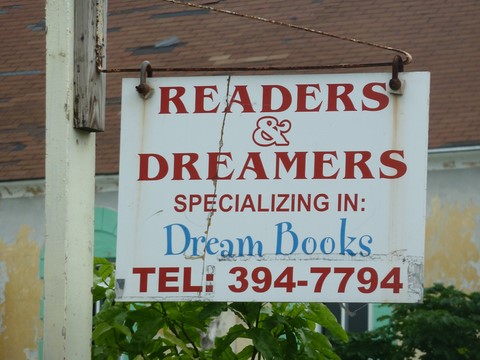 READERS
&
DREAMERS
SPECIALIZING IN:
Dream Books
TEL: 394-7794